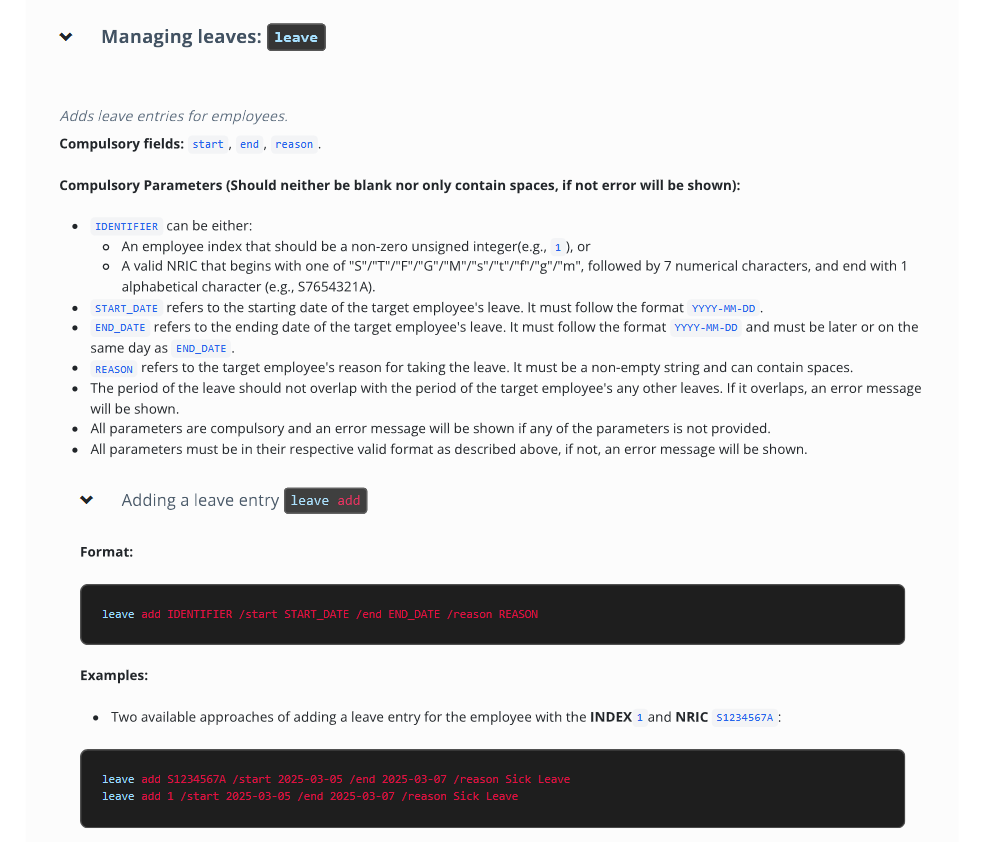 Managing leaves: leave
Adds leave entries for employees.
Compulsory fields: start , end , reason .
Compulsory Parameters (Should neither be blank nor only contain spaces, if not error will be shown):
IDENTIFIER can be either:
An employee index that should be a non-zero unsigned integer(e.g., 1 ), or
A valid NRIC that begins with one of "S"/"T"/"F"/"G"/"M"/"s"/"t"/"f"/"g"/"m", followed by 7 numerical characters, and end with 1
alphabetical character (e.g., S7654321A).
START_DATE refers to the starting date of the target employee's leave. It must follow the format YYYY-MM-DD .
END_DATE refers to the ending date of the target employee's leave. It must follow the format YYYY-MM-DD and must be later or on the
same day as END_DATE .
REASON refers to the target employee's reason for taking the leave. It must be a non-empty string and can contain spaces.
The period of the leave should not overlap with the period of the target employee's any other leaves. If it overlaps, an error message
will be shown.
All parameters are compulsory and an error message will be shown if any of the parameters is not provided.
All parameters must be in their respective valid format as described above, if not, an error message will be shown.
Adding a leave entry leave add
Format:
leave add IDENTIFIER /start START_DATE /end END_DATE /reason REASON
Examples:
Two available approaches of adding a leave entry for the employee with the INDEX 1 and NRIC S1234567A :
leave add S1234567A /start 2025-03-05 /end 2025-03-07 /reason Sick Leave
leave add 1 /start 2025-03-05 /end 2025-03-07 /reason Sick Leave